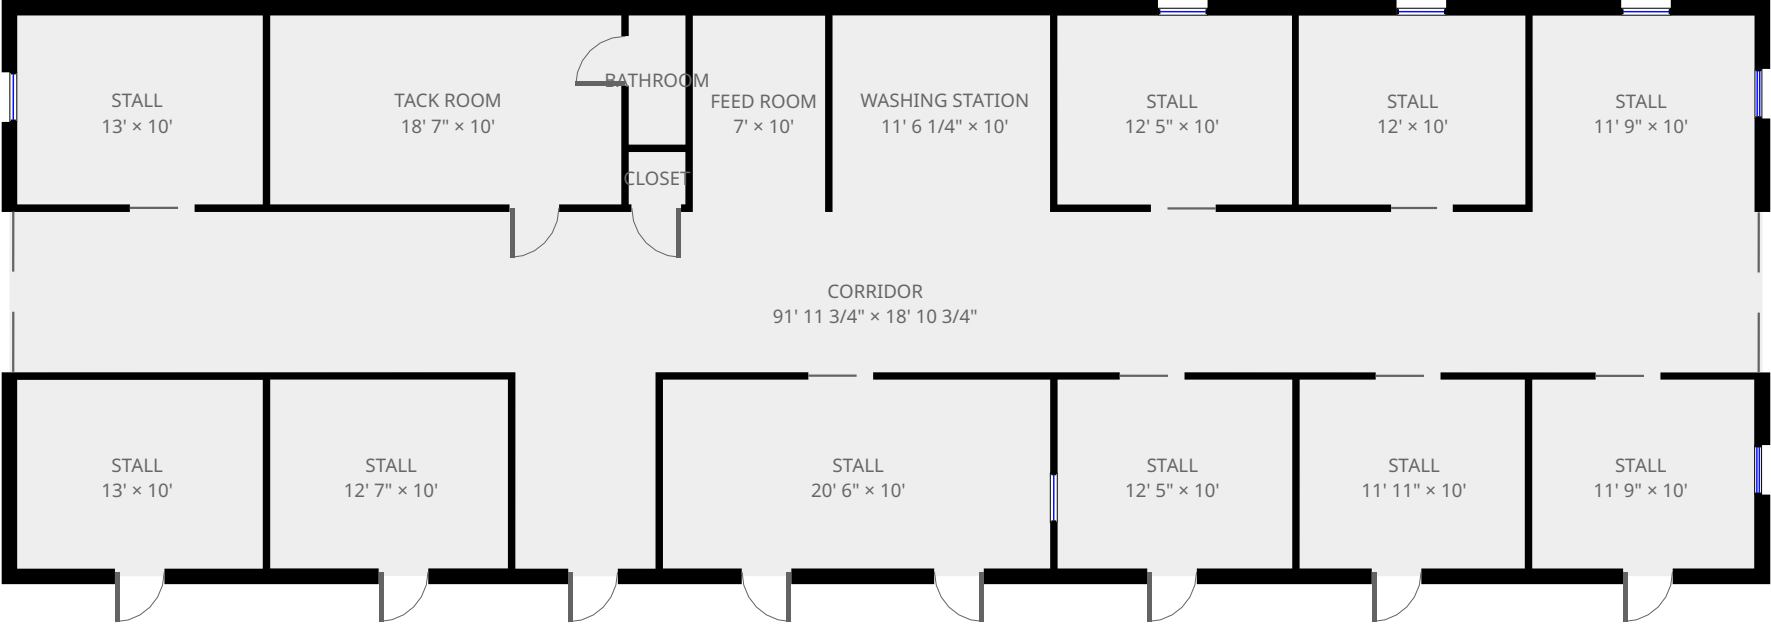 STALL
13' × 10'
TACK ROOM
18' 7" × 10'
BATHROOM
CLOSET
FEED ROOM
7' × 10'
WASHING STATION
11' 6 1/4" × 10'
STALL
12' 5" × 10'
STALL
12' × 10'
STALL
11' 9" × 10'
CORRIDOR
91' 11 3/4" × 18' 10 3/4"
STALL
13' × 10'
STALL
12' 7" × 10'
STALL
20' 6" × 10'
STALL
12' 5" × 10'
STALL
11' 11" × 10'
STALL
11' 9" × 10'